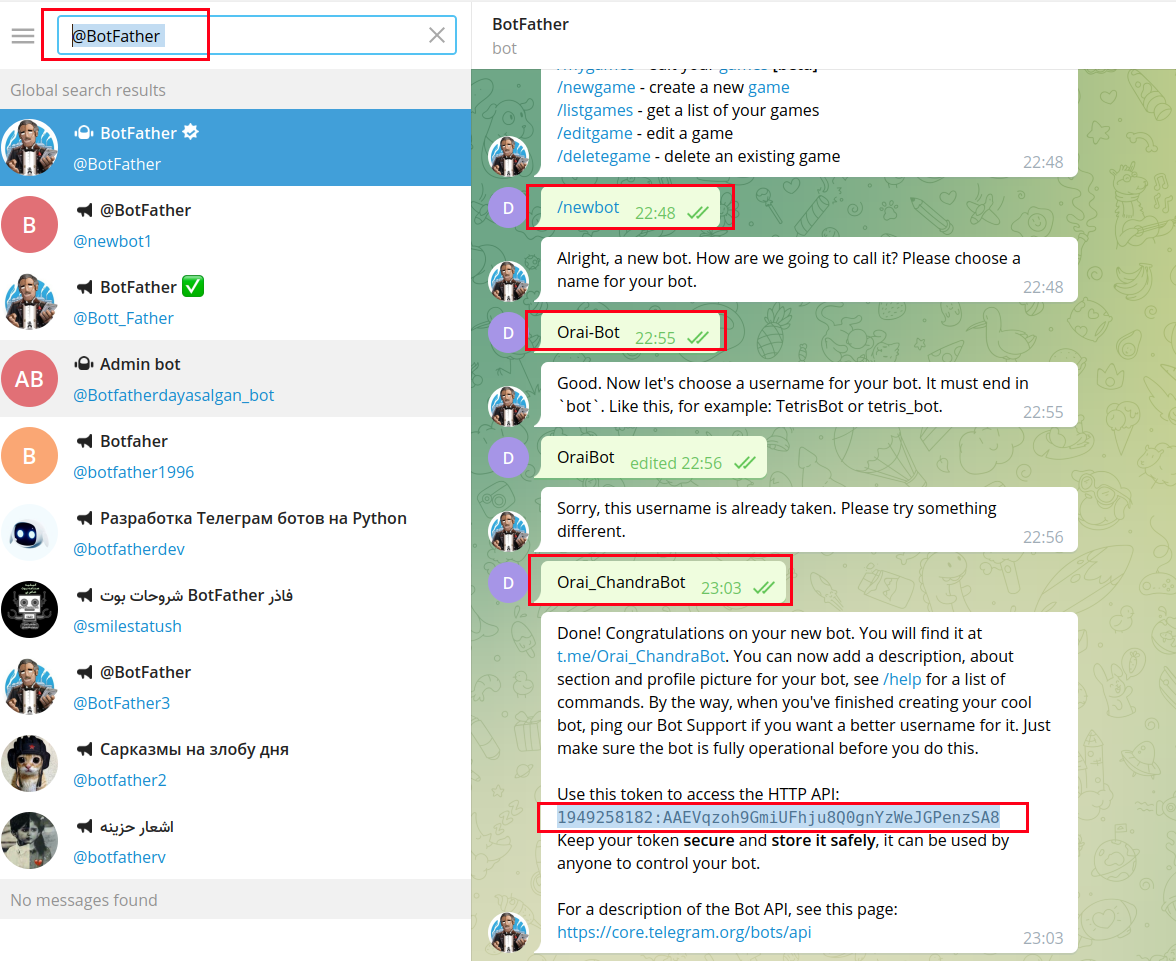 @BotFather
Global search results
BotFather
@BotFather
B
@BotFather
@newbot1
BotFather ✅
@Bott_Father
AB
Admin bot
@Botfatherdayasalgan_bot
B
Botfaher
@botfather1996
Разработка Телеграм ботов на Python
@botfatherdev
فاذر BotFather شروحات بوت
@smilestatush
@BotFather
@BotFather3
Сарказмы на злобу дня
@botfather2
اشعار حزینه
@botfatherv
No messages found
BotFather
bot
/mygames - edit your games [beta]
/newgame - create a new game
/listgames - get a list of your games
/editgame - edit a game
/deletegame - delete an existing game
22:48
D
/newbot 22:48
Alright, a new bot. How are we going to call it? Please choose a
name for your bot.
22:48
D
Orai-Bot 22:55
Good. Now let's choose a username for your bot. It must end in
`bot`. Like this, for example: TetrisBot or tetris_bot.
22:55
D
OraiBot edited 22:56
Sorry, this username is already taken. Please try something
different.
22:56
D
Orai_ChandraBot 23:03
Done! Congratulations on your new bot. You will find it at
t.me/Orai_ChandraBot. You can now add a description, about
section and profile picture for your bot, see /help for a list of
commands. By the way, when you've finished creating your cool
bot, ping our Bot Support if you want a better username for it. Just
make sure the bot is fully operational before you do this.
Use this token to access the HTTP API:
1949258182:AAEVqzoh9GmiUFhju8Q0gnYzWeJGPenzSA8
Keep your token secure and store it safely, it can be used by
anyone to control your bot.
For a description of the Bot API, see this page:
https://core.telegram.org/bots/api
23:03